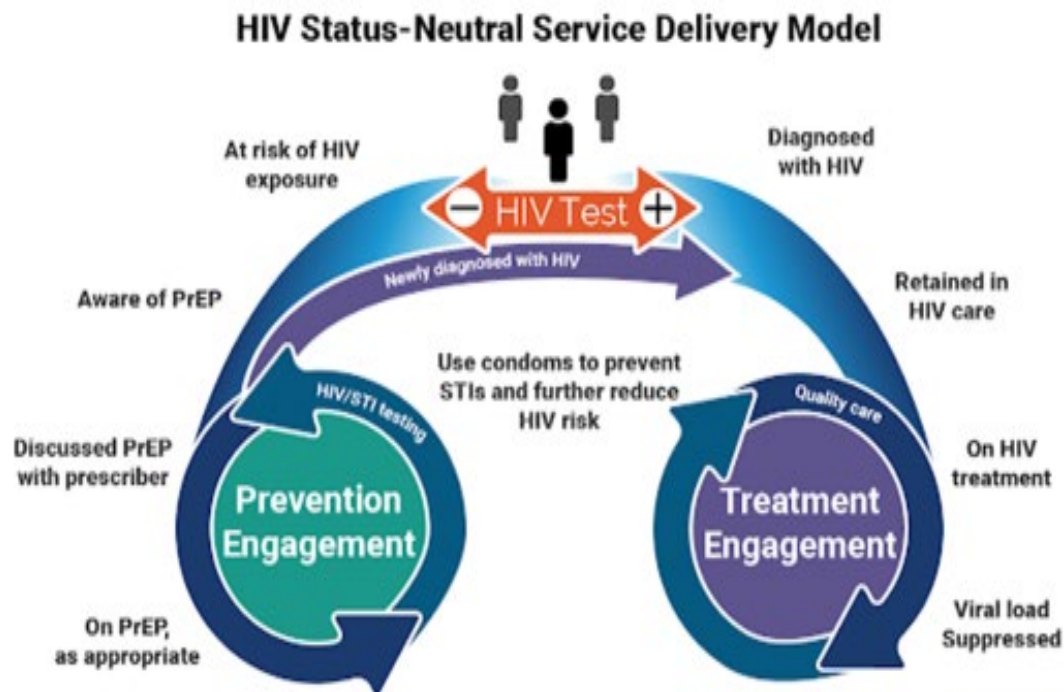 HIV Status-Neutral Service Delivery Model
At risk of HIV
exposure
Diagnosed
with HIV
− HIV Test +
Newly diagnosed with HIV
Aware of PrEP
Retained in
HIV care
Use condoms to prevent
STIs and further reduce
HIV risk
HIV/STI testing
Quality care
Discussed PrEP
with prescriber
Prevention
Engagement
Treatment
Engagement
On HIV
treatment
On PrEP,
as appropriate
Viral load
Suppressed